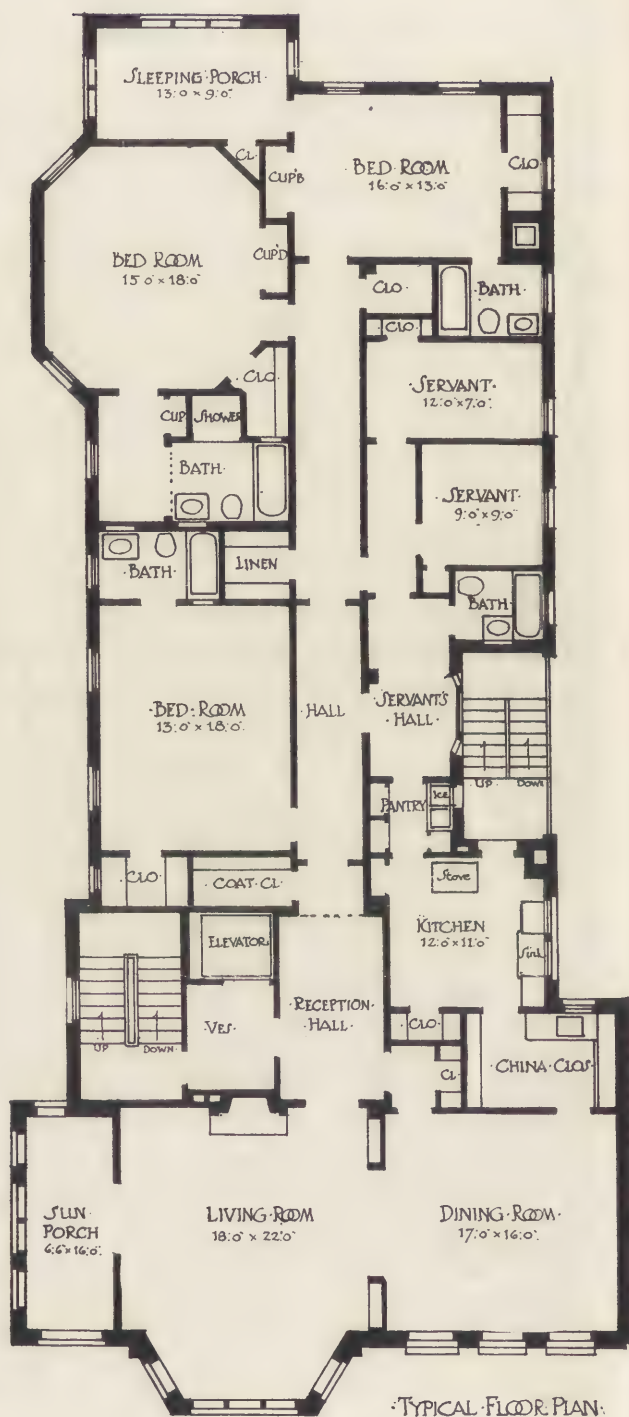 SLEEPING·PORCH
13·0 × 9·0"
CL·
CUP'B
·BED·ROOM·
16·0" × 13·0"
CLO
BED ROOM
15·0" × 18·0"
CUP'D
CLO·
·BATH·
·CLO·
·CLO·
·SERVANT·
12·0" × 7·0"
CUP
SHOWER
·BATH·
·SERVANT·
9·0" × 9·0"
·BATH·
LINEN
BATH·
·BED·ROOM
13·0" × 18·0"
·HALL·
·SERVANT'S
HALL·
UP
DOWN
PANTRY
Ice
·CLO·
·COAT·CL·
Stove
·KITCHEN
12·0" × 11·0"
Sink
ELEVATOR
·RECEPTION·
HALL·
VES·
UP
DOWN
·CLO·
CL·
·CHINA·CLOS·
SUN·
PORCH
6·6" × 16·0"
LIVING·ROOM
18·0" × 22·0"
DINING·ROOM·
17·0" × 16·0"
·TYPICAL·FLOOR·PLAN·